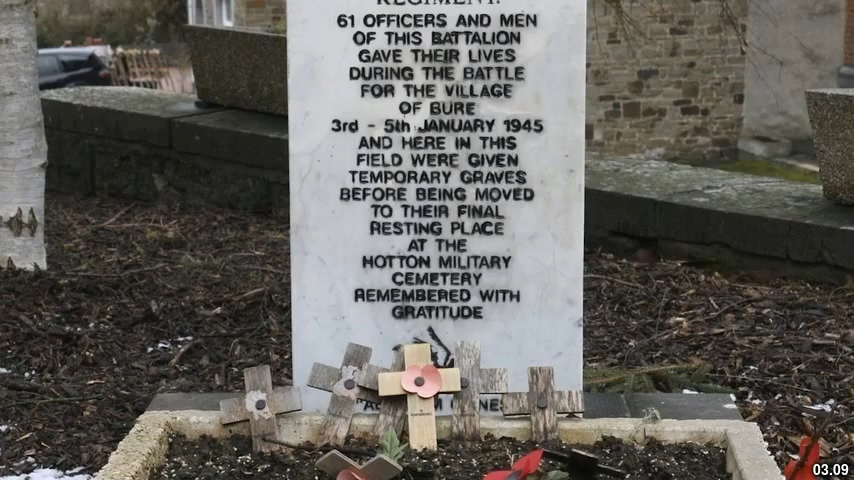 REGIMENT.
61 OFFICERS AND MEN
OF THIS BATTALION
GAVE THEIR LIVES
DURING THE BATTLE
FOR THE VILLAGE
OF BURE
3rd - 5th JANUARY 1945
AND HERE IN THIS
FIELD WERE GIVEN
TEMPORARY GRAVES
BEFORE BEING MOVED
TO THEIR FINAL
RESTING PLACE
AT THE
HOTTON MILITARY
CEMETERY
REMEMBERED WITH
GRATITUDE
03.09